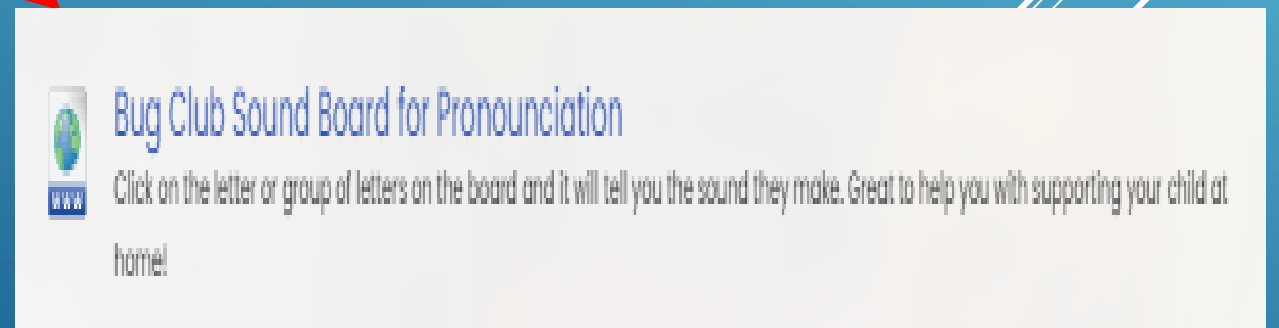 Bug Club Sound Board for Pronounciation
Click on the letter or group of letters on the board and it will tell you the sound they make. Great to help you with supporting your child at
home!
www